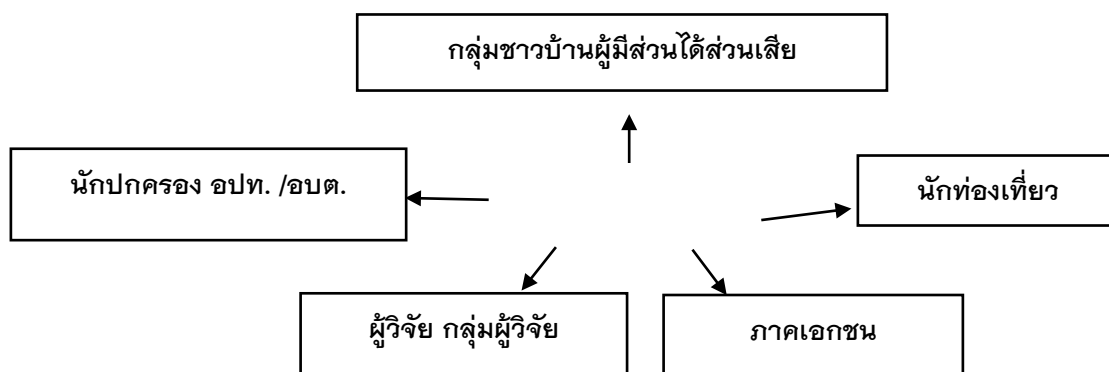 กลุ่มชาวบ้านผู้มีส่วนได้ส่วนเสีย
นักปกครอง อปท. /อบต.
นักท่องเที่ยว
ผู้วิจัย กลุ่มผู้วิจัย
ภาคเอกชน